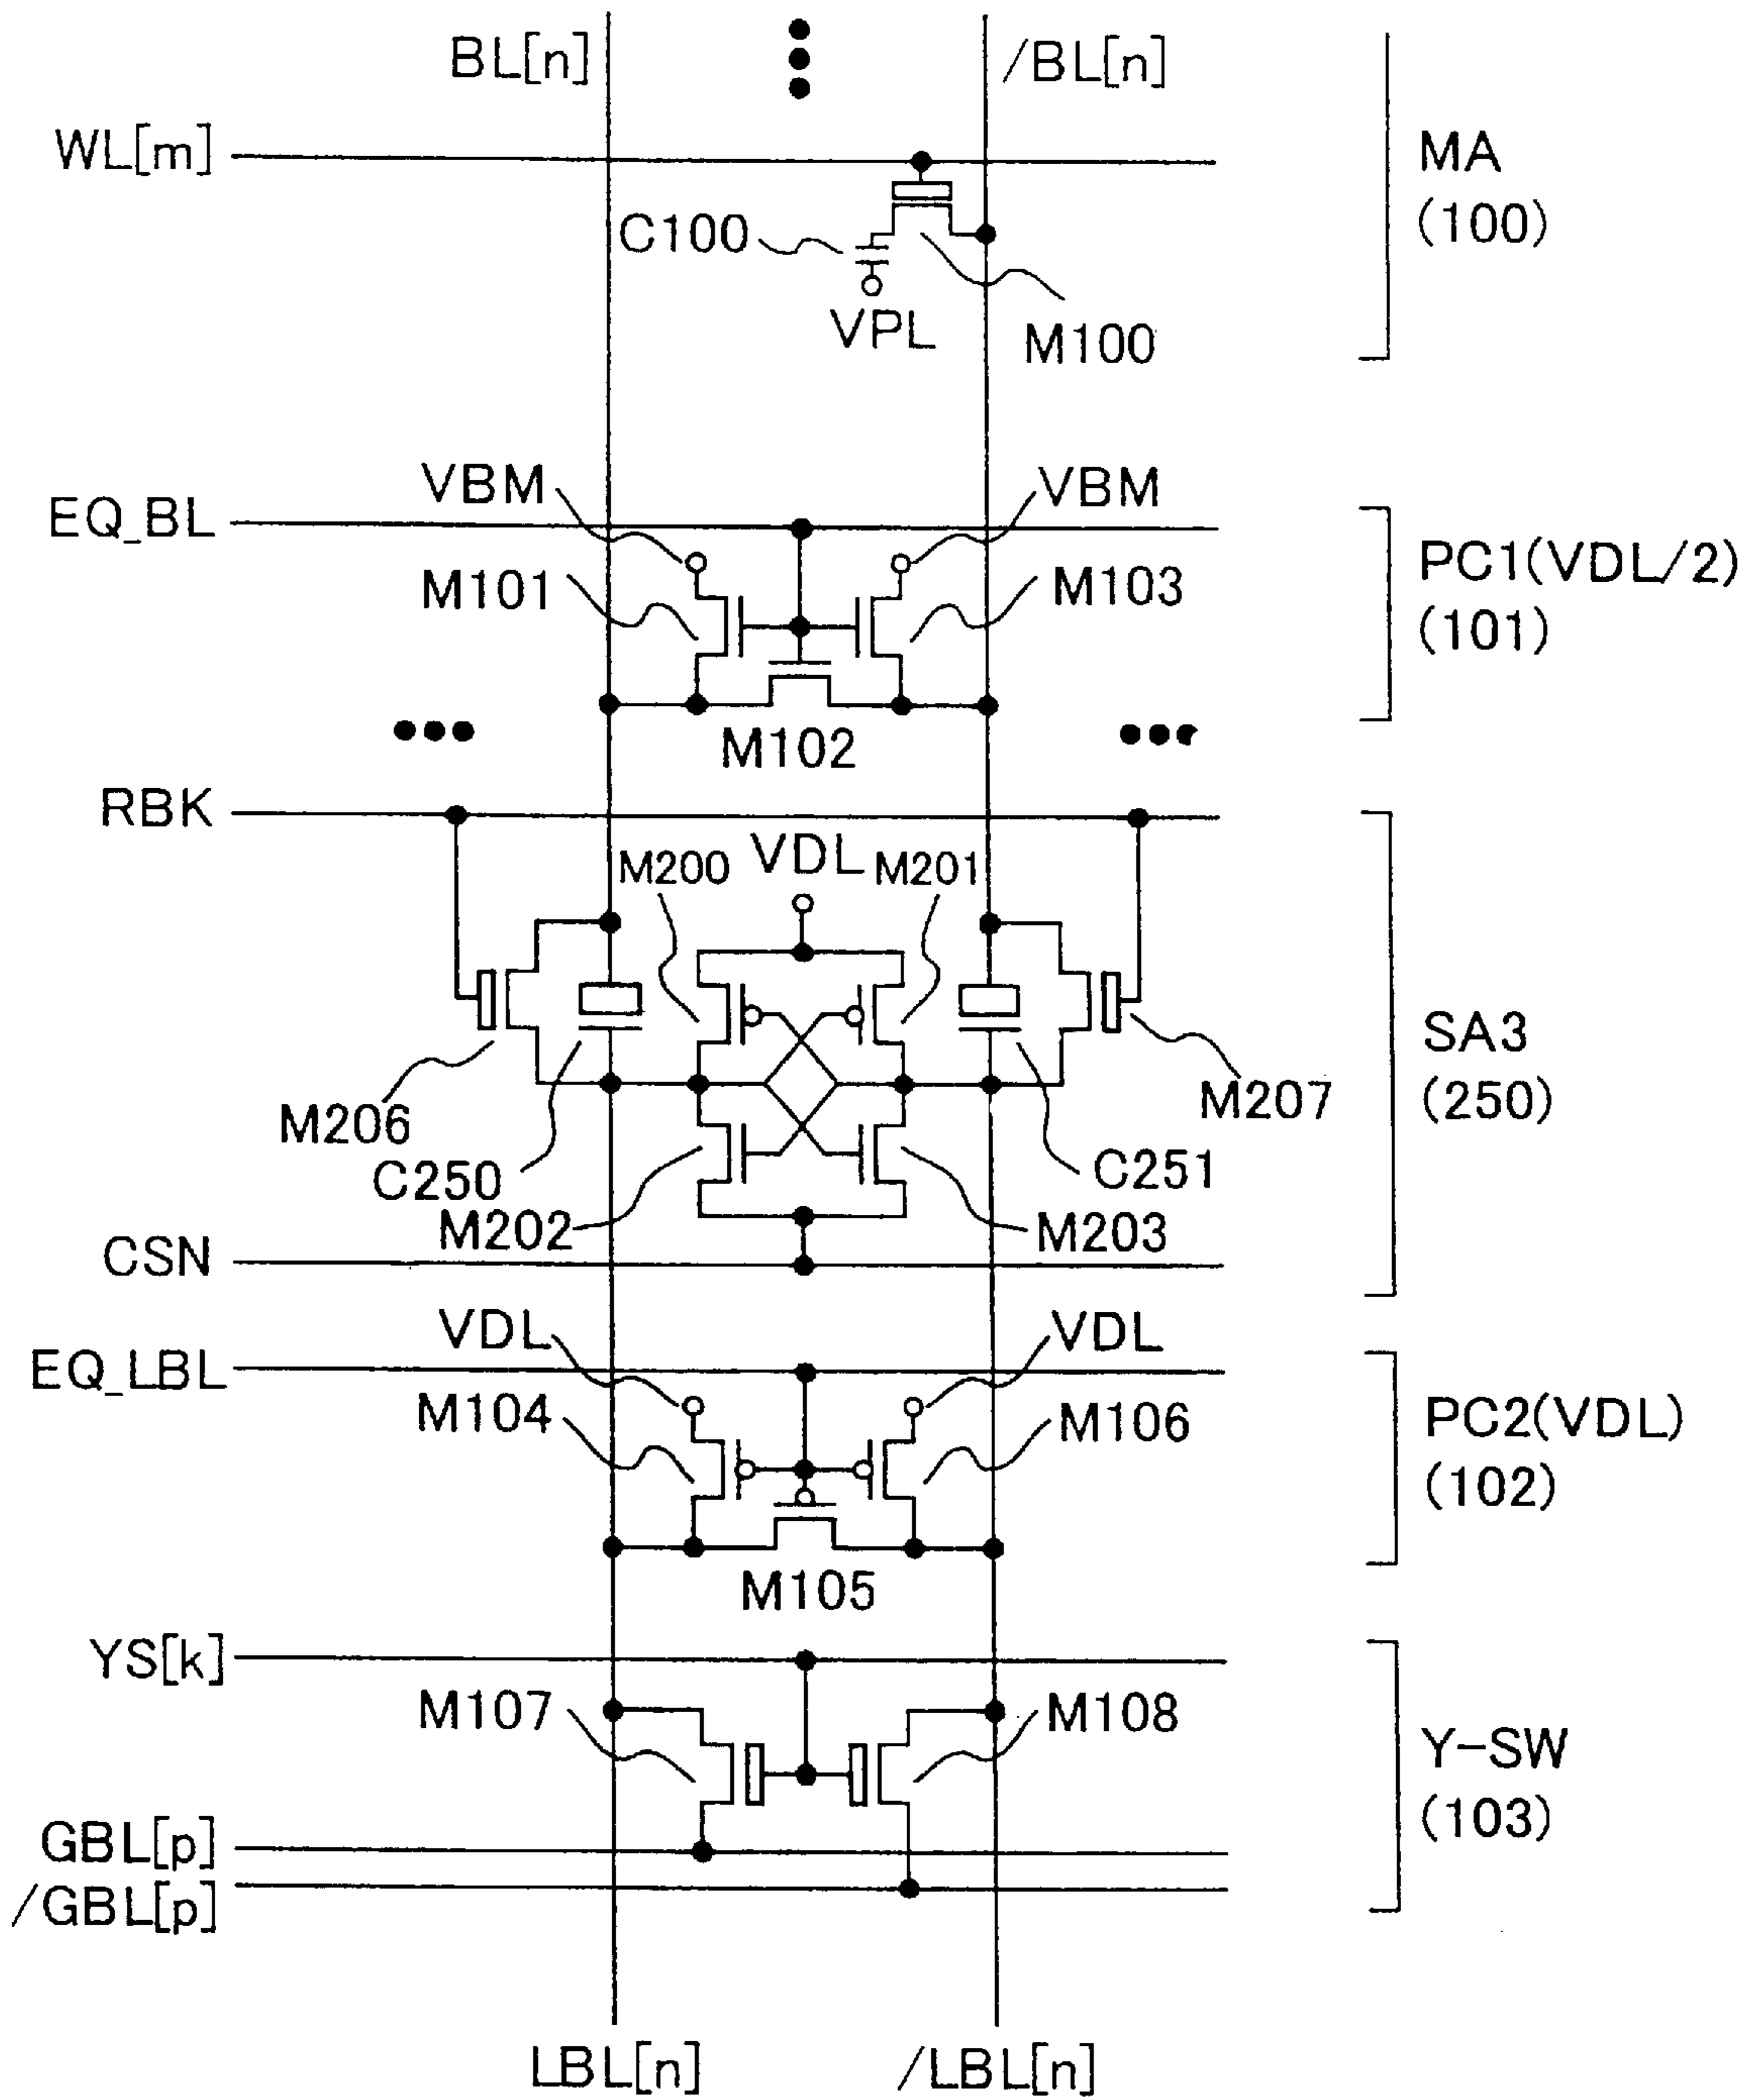 BL[n]
/BL[n]
WL[m]
MA
(100)
C100
VPL
M100
EQ_BL
VBM
VBM
M101
M103
PC1(VDL/2)
(101)
M102
RBK
M200
VDL
M201
SA3
(250)
M206
M207
C250
C251
M202
M203
CSN
VDL
VDL
EQ_LBL
M104
M106
PC2(VDL)
(102)
M105
YS[k]
M107
M108
Y-SW
(103)
GBL[p]
/GBL[p]
LBL[n]
/LBL[n]